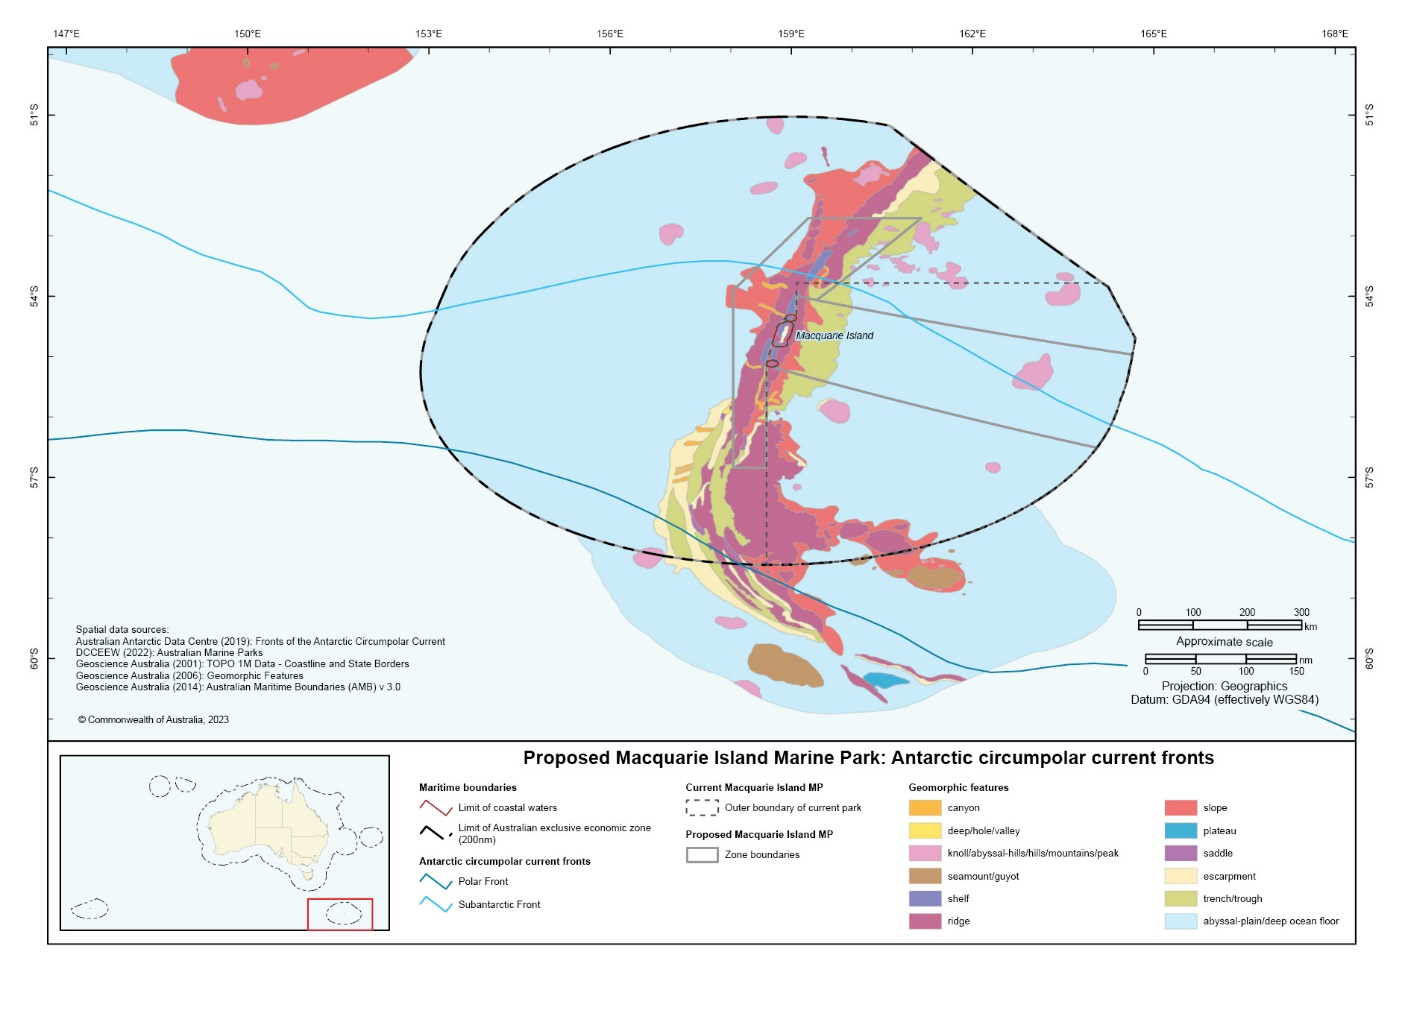 147°E 150°E 153°E 156°E 159°E 162°E 165°E 168°E
51°S 51°S
54°S 54°S
Macquarie Island
57°S 57°S
60°S 60°S
0 100 200 300
km
Approximate scale
nm
0 50 100 150
Projection: Geographics
Datum: GDA94 (effectively WGS84)
Spatial data sources:
Australian Antarctic Data Centre (2019): Fronts of the Antarctic Circumpolar Current
DCCEEW (2022): Australian Marine Parks
Geoscience Australia (2001): TOPO 1M Data - Coastline and State Borders
Geoscience Australia (2006): Geomorphic Features
Geoscience Australia (2014): Australian Maritime Boundaries (AMB) v 3.0
© Commonwealth of Australia, 2023
Proposed Macquarie Island Marine Park: Antarctic circumpolar current fronts
Maritime boundaries
Limit of coastal waters
Limit of Australian exclusive economic zone
(200nm)
Antarctic circumpolar current fronts
Polar Front
Subantarctic Front
Current Macquarie Island MP
Outer boundary of current park
Proposed Macquarie Island MP
Zone boundaries
Geomorphic features
canyon
deep/hole/valley
knoll/abyssal-hills/hills/mountains/peak
seamount/guyot
shelf
ridge
slope
plateau
saddle
escarpment
trench/trough
abyssal-plain/deep ocean floor